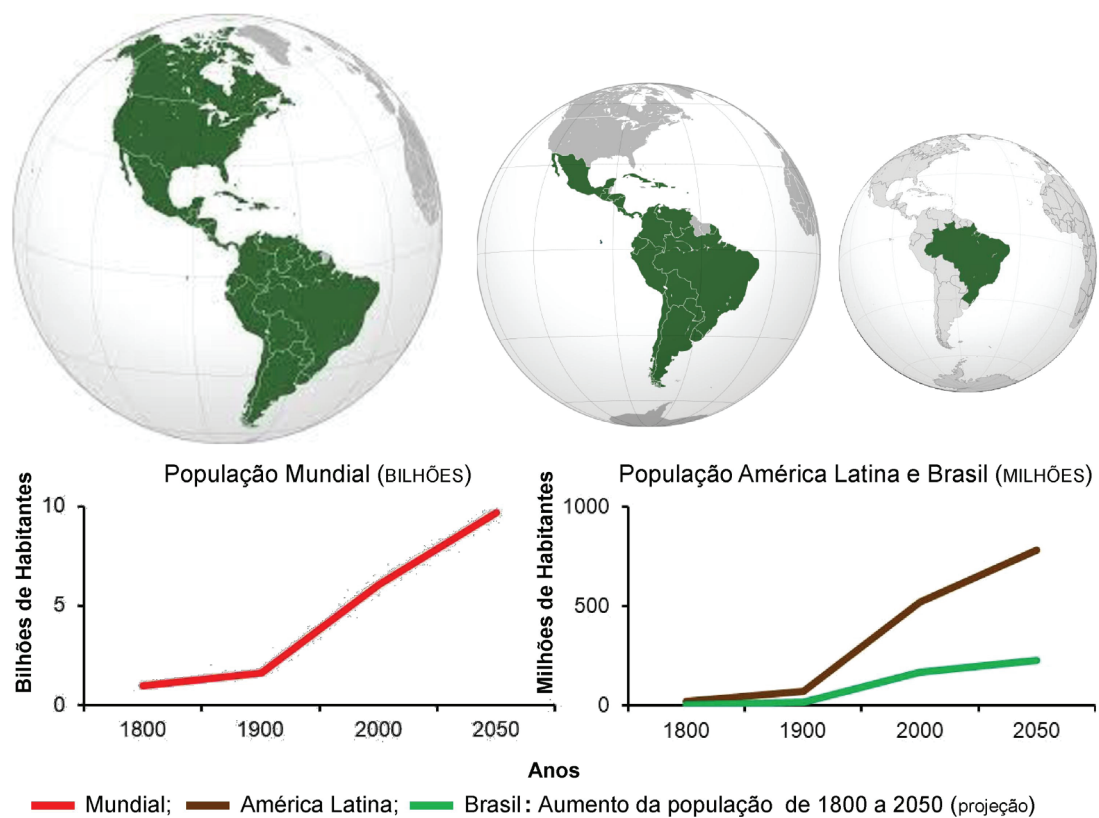 População Mundial (BILHÕES)
Bilhões de Habitantes
10
5
0
1800 1900 2000 2050
População América Latina e Brasil (MILHÕES)
Milhões de Habitantes
1000
500
0
1800 1900 2000 2050
Anos
Mundial; América Latina; Brasil: Aumento da população de 1800 a 2050 (projeção)